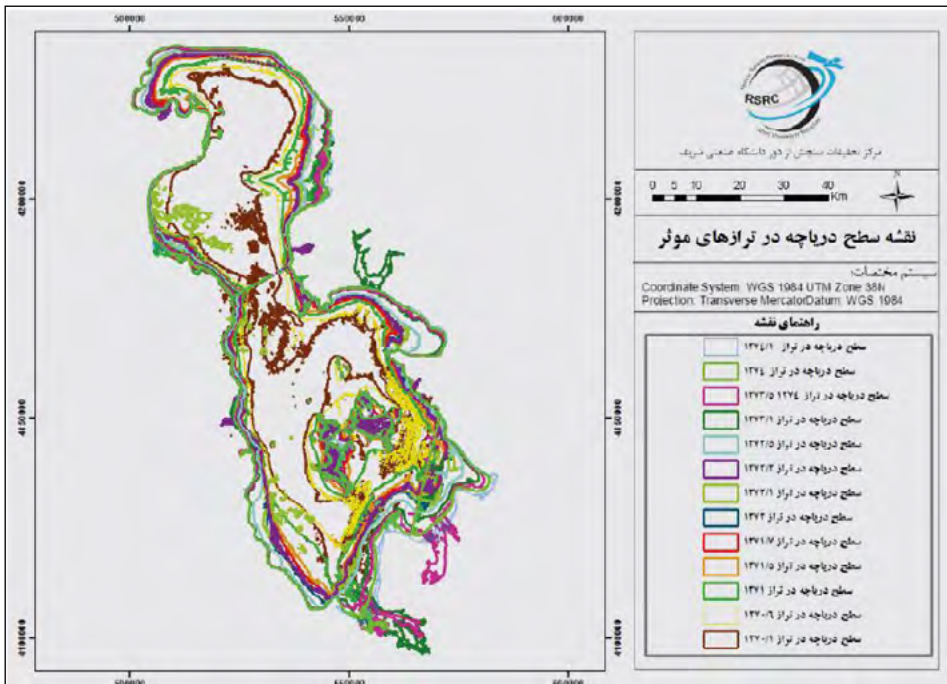 500000 550000 600000
4200000
4150000
4100000
500000 550000 600000
RSRC
مرکز تحقیقات سنجش از دور دانشگاه صنعتی شریف
0 5 10 20 30 40
Km
N
نقشه سطح دریاچه در ترازهای موثر
سیستم مختصات:
Coordinate System: WGS 1984 UTM Zone 38N
Projection: Transverse MercatorDatum: WGS 1984
راهنمای نقشه
سطح دریاچه در تراز ۱۲۷۴/۱
سطح دریاچه در تراز ۱۲۷۴
سطح دریاچه در تراز ۱۲۷۴ ۱۲۷۳/۵
سطح دریاچه در تراز ۱۲۷۳/۱
سطح دریاچه در تراز ۱۲۷۲/۵
سطح دریاچه در تراز
سطح دریاچه در تراز ۱۲۷۲/۱
سطح دریاچه در تراز ۱۲۷۲
سطح دریاچه در تراز ۱۲۷۱/۷
سطح دریاچه در تراز ۱۲۷۱/۵
سطح دریاچه در تراز ۱۲۷۱
سطح دریاچه در تراز ۱۲۷۰/۶
سطح دریاچه در تراز ۱۲۷۰/۱